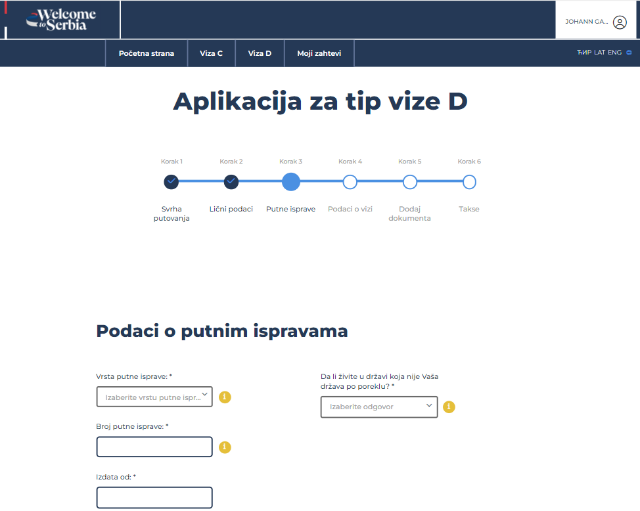 Welcome
to Serbia
JOHANN GA...
Početna strana
Viza C
Viza D
Moji zahtevi
ЋИР LAT ENG
Aplikacija za tip vize D
Korak 1
Korak 2
Korak 3
Korak 4
Korak 5
Korak 6
Svrha
putovanja
Lični podaci
Putne isprave
Podaci o vizi
Dodaj
dokumenta
Takse
Podaci o putnim ispravama
Vrsta putne isprave: *
Izaberite vrstu putne ispr...
Da li živite u državi koja nije Vaša
država po poreklu? *
Izaberite odgovor
Broj putne isprave: *
Izdata od: *